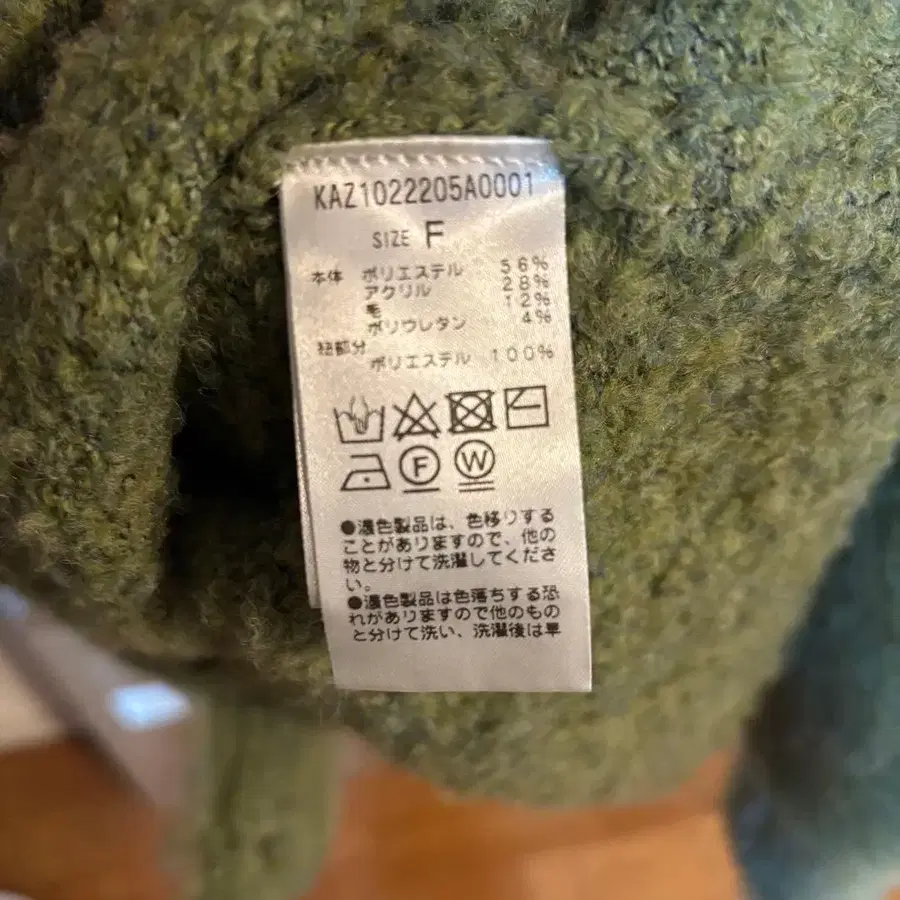 KAZ1022205A0001
SIZE F
本体 ポリエステル 56%
アクリル 28%
毛 12%
ポリウレタン 4%
紐部分
ポリエステル 100%
F W
●濃色製品は、色移りする
ことがありますので、他の
物と分けて洗濯してくださ
い。
●濃色製品は色落ちする恐
れがありますので他のもの
と分けて洗い、洗濯後は早